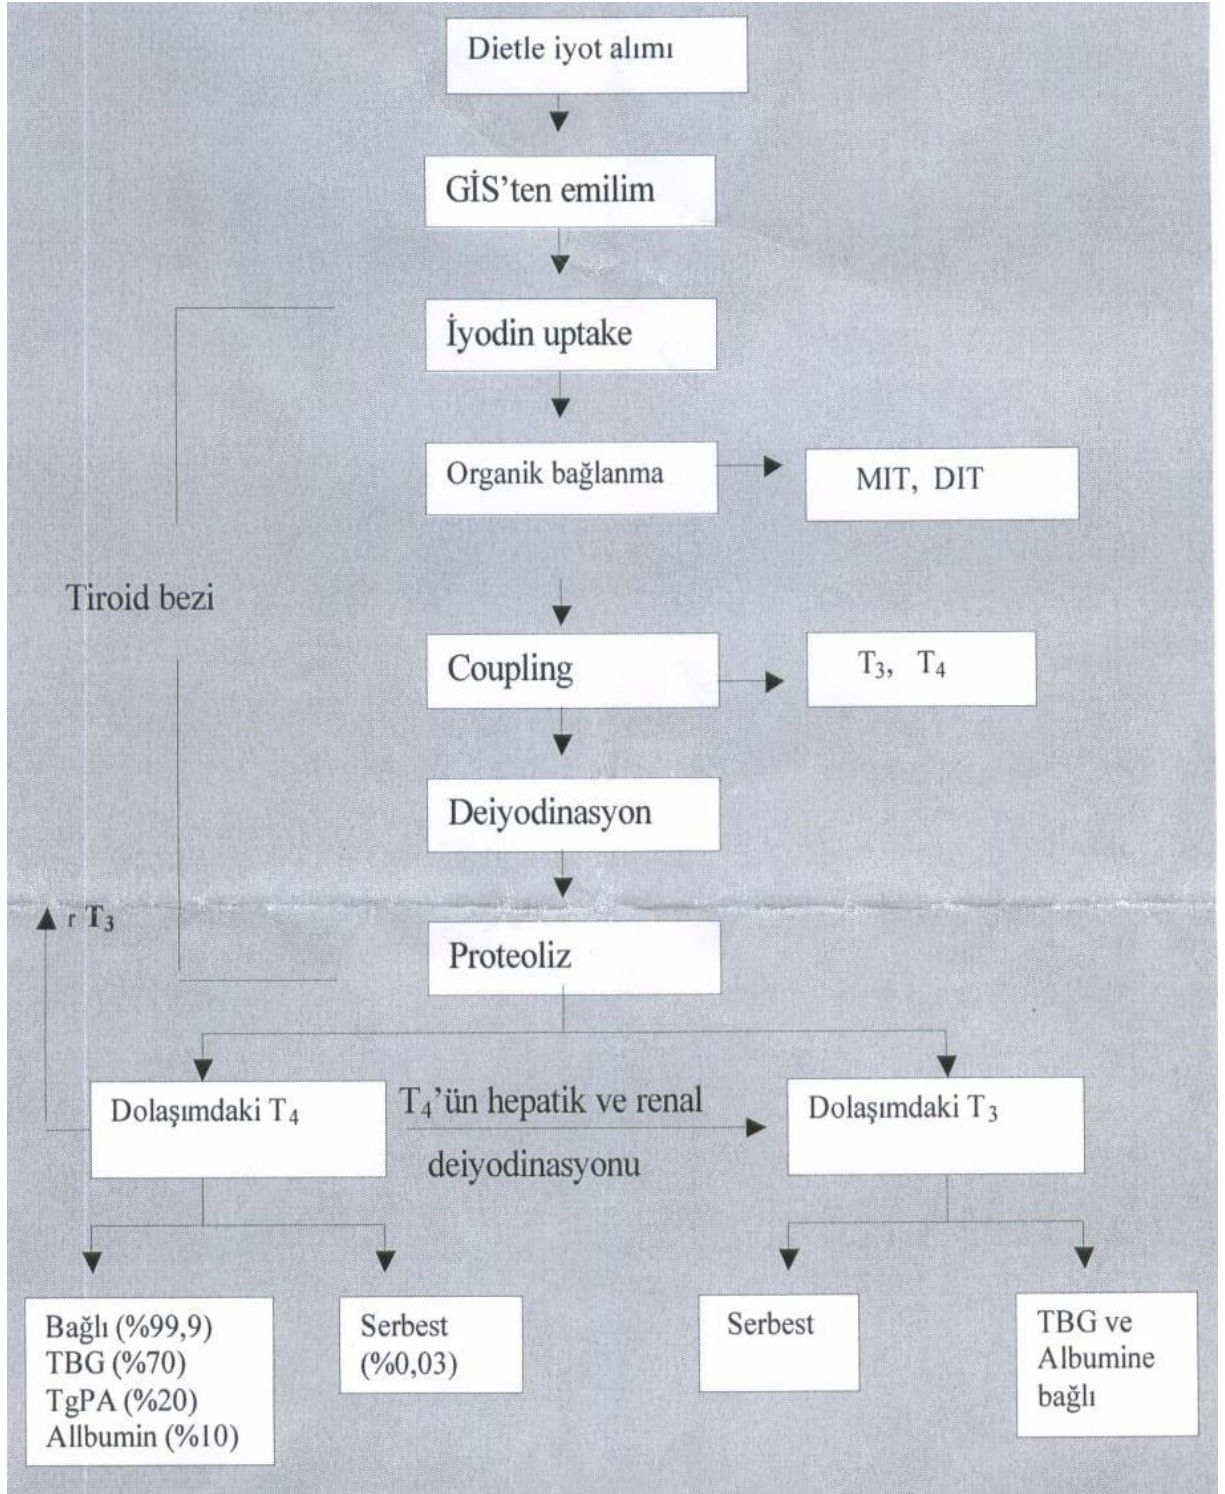 Dietle iyot alımı
GİS’ten emilim
İyodin uptake
Organik bağlanma
MIT, DIT
Tiroid bezi
Coupling
T3, T4
Deiyodinasyon
r T3
Proteoliz
Dolaşımdaki T4
T4’ün hepatik ve renal
deiyodinasyonu
Dolaşımdaki T3
Bağlı (%99,9)
TBG (%70)
TgPA (%20)
Allbumin (%10)
Serbest
(%0,03)
Serbest
TBG ve
Albumine
bağlı